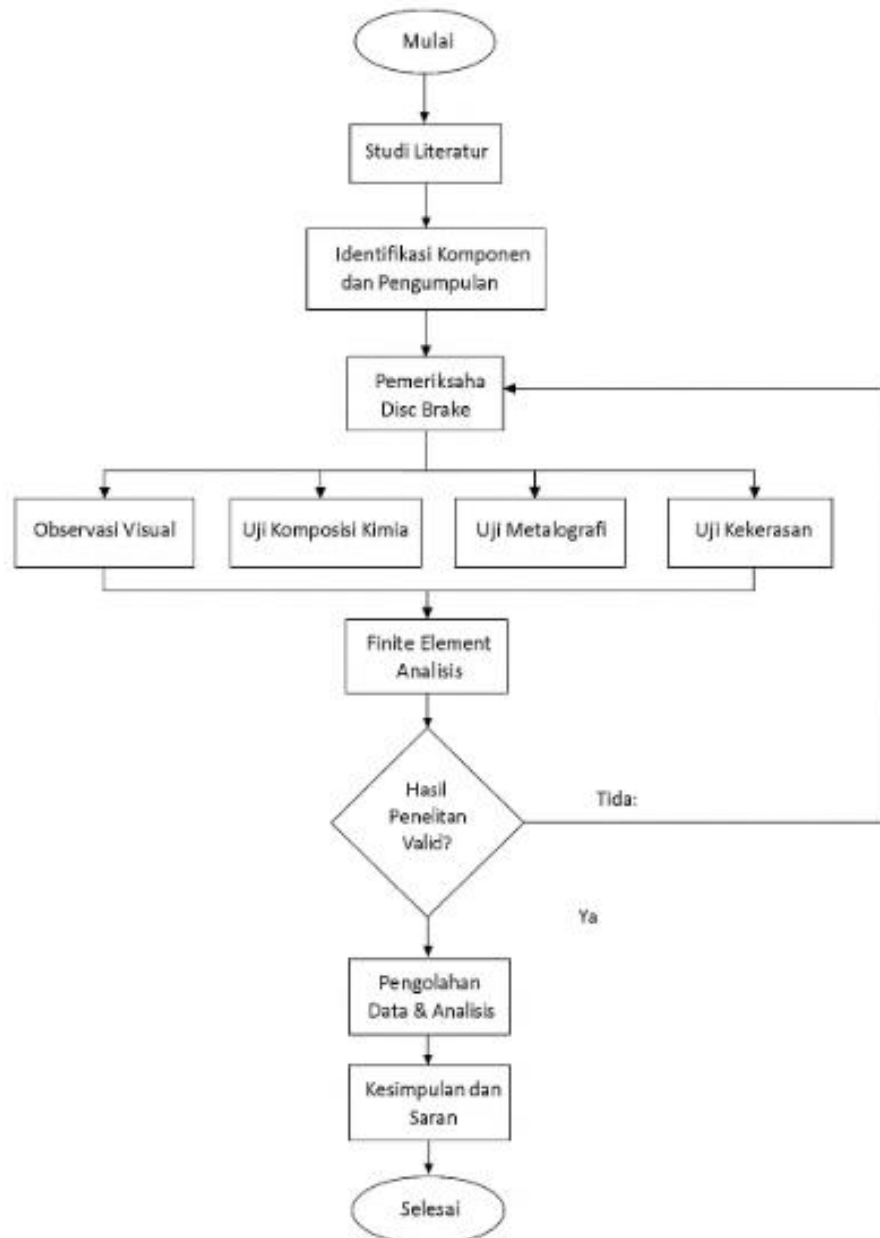 Mulai
Studi Literatur
Identifikasi Komponen
dan Pengumpulan
Pemeriksaha
Disc Brake
Observasi Visual
Uji Komposisi Kimia
Uji Metalografi
Uji Kekerasan
Finite Element
Analisis
Hasil
Penelitan
Valid?
Tida:
Ya
Pengolahan
Data & Analisis
Kesimpulan dan
Saran
Selesai